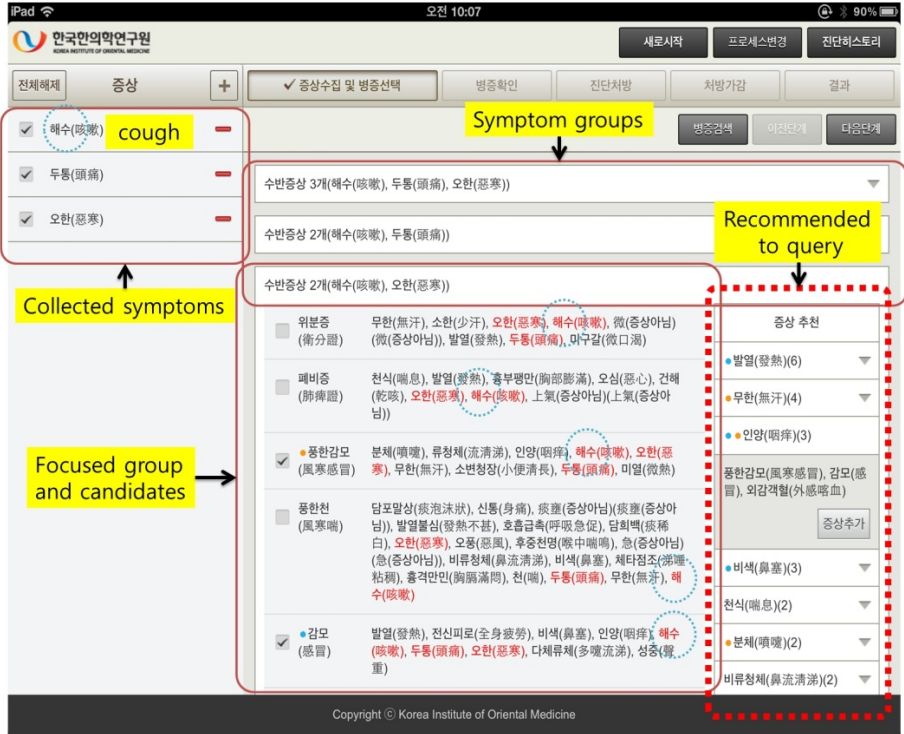 iPad 오전 10:07 90%
한국한의학연구원
KOREA INSTITUTE OF ORIENTAL MEDICINE
새로시작 프로세스변경 진단히스토리
전체해제 증상 + ✓ 증상수집 및 병증선택 병증확인 진단처방 처방가감 결과
해수(咳嗽) cough
Symptom groups
병증검색 이전단계 다음단계
두통(頭痛)
수반증상 3개(해수(咳嗽), 두통(頭痛), 오한(惡寒))
오한(惡寒)
수반증상 2개(해수(咳嗽), 두통(頭痛))
Recommended
to query
수반증상 2개(해수(咳嗽), 오한(惡寒))
Collected symptoms
위분증
(衛分證)
무한(無汗), 소한(少汗), 오한(惡寒), 해수(咳嗽), 微(증상아님)
(微(증상아님)), 발열(發熱), 두통(頭痛), 미구갈(微口渴)
폐비증
(肺痺證)
천식(喘息), 발열(發熱), 흉부팽만(胸部膨滿), 오심(惡心), 건해
(乾咳), 오한(惡寒), 해수(咳嗽), 上氣(증상아님)(上氣(증상아
님))
Focused group
and candidates
풍한감모
(風寒感冒)
분체(噴嚔), 류청체(流淸涕), 인양(咽痒), 해수(咳嗽), 오한(惡
寒), 무한(無汗), 소변청장(小便清長), 두통(頭痛), 미열(微熱)
풍한천
(風寒喘)
담포말상(痰泡沫狀), 신통(身痛), 痰壅(증상아님)(痰壅(증상아
님)), 발열불심(發熱不甚), 호흡급촉(呼吸急促), 담희백(痰稀
白), 오한(惡寒), 오풍(惡風), 후중천명(喉中喘鳴), 急(증상아님)
(急(증상아님)), 비류청체(鼻流淸涕), 비색(鼻塞), 체타점조(涕唾
粘稠), 흉격만민(胸膈滿悶), 천(喘), 두통(頭痛), 무한(無汗), 해
수(咳嗽)
감모
(感冒)
발열(發熱), 전신피로(全身疲勞), 비색(鼻塞), 인양(咽痒), 해수
(咳嗽), 두통(頭痛), 오한(惡寒), 다체류체(多嚔流涕), 성중(聲
重)
증상 추천
발열(發熱)(6)
무한(無汗)(4)
인양(咽痒)(3)
풍한감모(風寒感冒), 감모(感
冒), 외감객혈(外感喀血)
증상추가
비색(鼻塞)(3)
천식(喘息)(2)
분체(噴嚔)(2)
비류청체(鼻流淸涕)(2)
Copyright ⓒ Korea Institute of Oriental Medicine